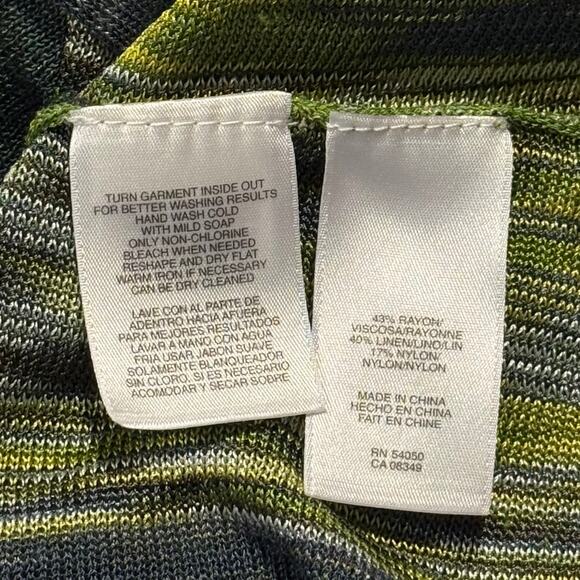 TURN GARMENT INSIDE OUT
FOR BETTER WASHING RESULTS
HAND WASH COLD
WITH MILD SOAP
ONLY NON-CHLORINE
BLEACH WHEN NEEDED
RESHAPE AND DRY FLAT
WARM IRON IF NECESSARY
CAN BE DRY CLEANED
LAVE CON AL PARTE DE
ADENTRO HACIA AFUERA
PARA MEJORES RESULTADOS
LAVAR A MANO CON AGUA
FRIA USAR JABON SUAVE
SOLAMENTE BLANQUEADOR
SIN CLORO, SI ES NECESARIO
ACOMODAR Y SECAR SOBRE
43% RAYON/
VISCOSA/RAYONNE
40% LINEN/LINO/LIN
17% NYLON/
NYLON/NYLON
MADE IN CHINA
HECHO EN CHINA
FAIT EN CHINE
RN 54050
CA 08349